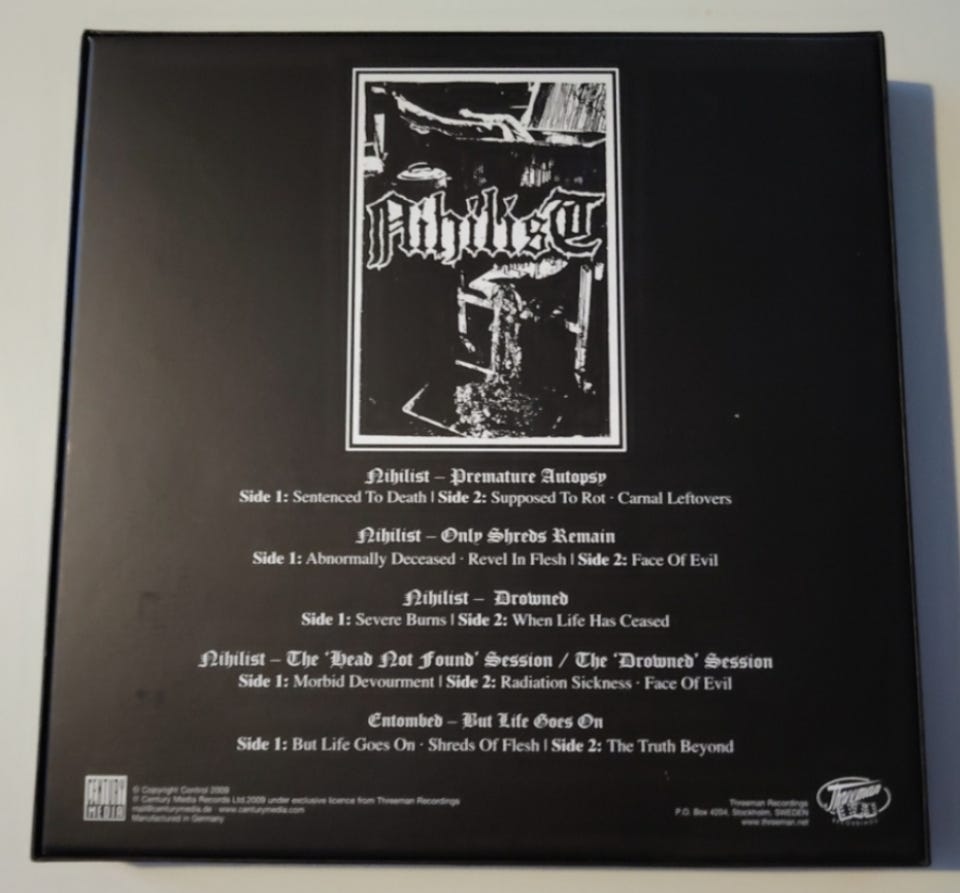 NihilisT
Nihilist – Premature Autopsy
Side 1: Sentenced To Death | Side 2: Supposed To Rot · Carnal Leftovers
Nihilist – Only Shreds Remain
Side 1: Abnormally Deceased · Revel In Flesh | Side 2: Face Of Evil
Nihilist – Drowned
Side 1: Severe Burns | Side 2: When Life Has Ceased
Nihilist – The 'Head Not Found' Session / The 'Drowned' Session
Side 1: Morbid Devourment | Side 2: Radiation Sickness · Face Of Evil
Entombed – But Life Goes On
Side 1: But Life Goes On · Shreds Of Flesh | Side 2: The Truth Beyond
CENTURY
MEDIA
© Copyright Control 2009
℗ Century Media Records Ltd.2009 under exclusive licence from Threeman Recordings
mail@centurymedia.de www.centurymedia.com
Manufactured in Germany
Threeman Recordings
P.O. Box 4204, Stockholm, SWEDEN
www.threeman.net
Threeman
RECORDINGS